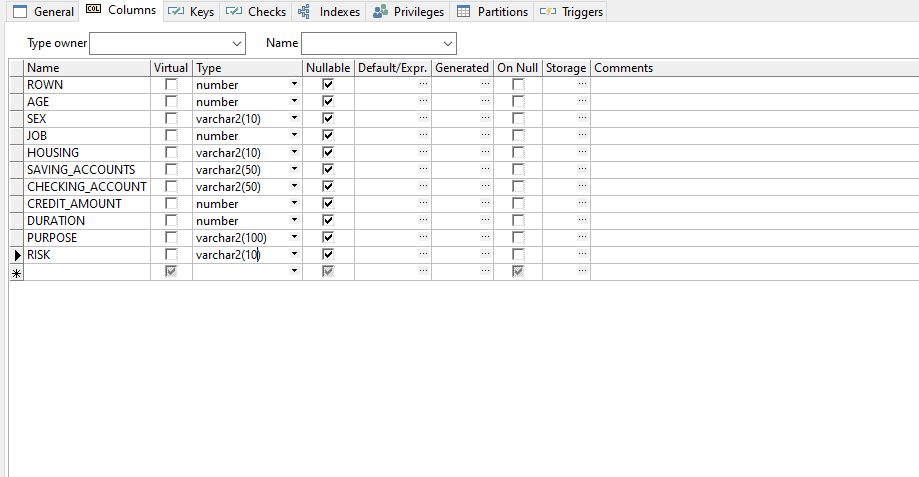 General Columns Keys Checks Indexes Privileges Partitions Triggers
Type owner Name
Name Virtual Type Nullable Default/Expr. Generated On Null Storage Comments
ROWN number ... ... ...
AGE number ... ... ...
SEX varchar2(10) ... ... ...
JOB number ... ... ...
HOUSING varchar2(10) ... ... ...
SAVING_ACCOUNTS varchar2(50) ... ... ...
CHECKING_ACCOUNT varchar2(50) ... ... ...
CREDIT_AMOUNT number ... ... ...
DURATION number ... ... ...
PURPOSE varchar2(100) ... ... ...
RISK varchar2(10) ... ... ...
* ... ... ...